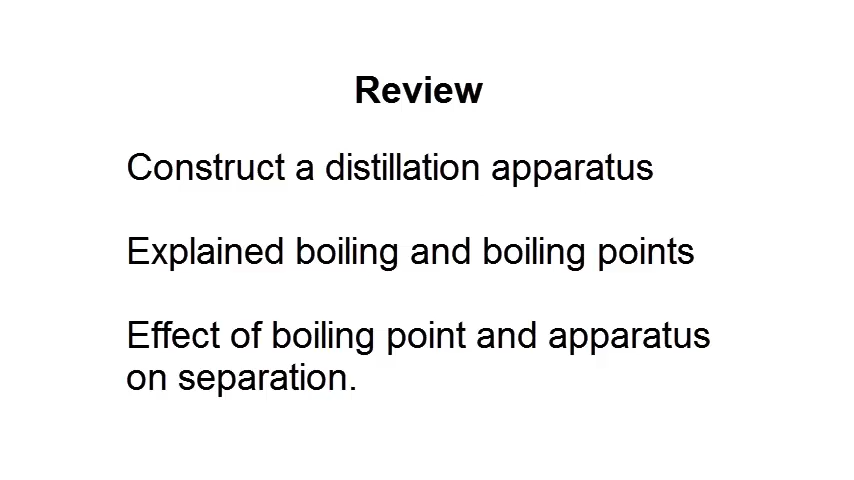 Review
Construct a distillation apparatus
Explained boiling and boiling points
Effect of boiling point and apparatus
on separation.